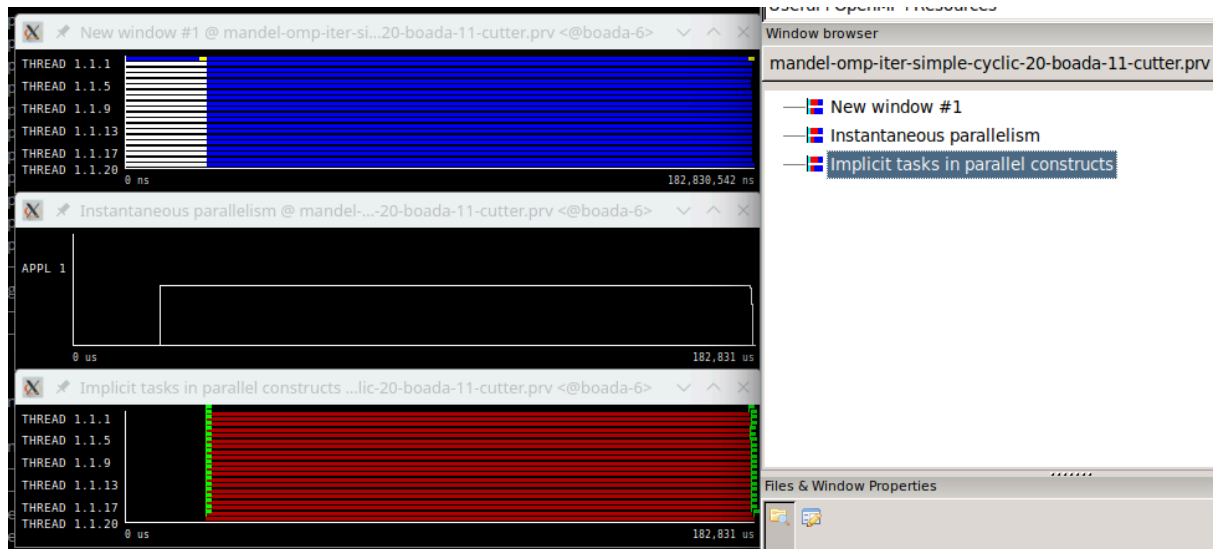 New window #1 @ mandel-omp-iter-si...20-boada-11-cutter.prv <@boada-6>
THREAD 1.1.1
THREAD 1.1.5
THREAD 1.1.9
THREAD 1.1.13
THREAD 1.1.17
THREAD 1.1.20
0 ns 182,830,542 ns
Instantaneous parallelism @ mandel-...-20-boada-11-cutter.prv <@boada-6>
APPL 1
0 us 182,831 us
Implicit tasks in parallel constructs ...lic-20-boada-11-cutter.prv <@boada-6>
THREAD 1.1.1
THREAD 1.1.5
THREAD 1.1.9
THREAD 1.1.13
THREAD 1.1.17
THREAD 1.1.20
0 us 182,831 us
Window browser
mandel-omp-iter-simple-cyclic-20-boada-11-cutter.prv
New window #1
Instantaneous parallelism
Implicit tasks in parallel constructs
Files & Window Properties